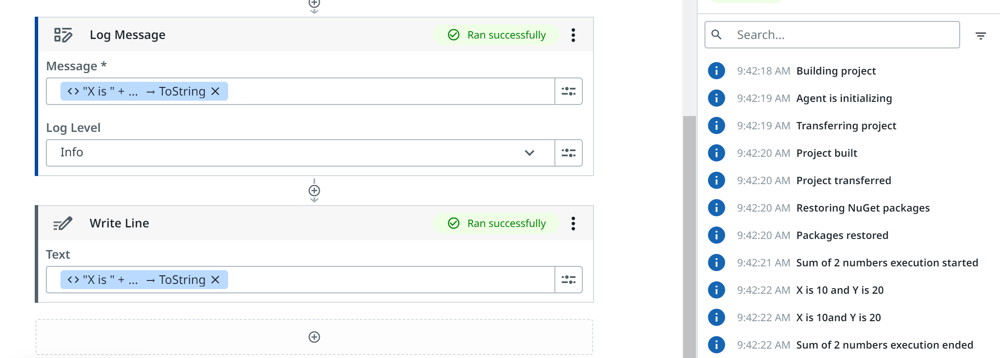 Log Message
Ran successfully
Message *
<> "X is " + ... → ToString ×
Log Level
Info
Write Line
Ran successfully
Text
<> "X is " + ... → ToString ×
Search...
9:42:18 AM Building project
9:42:19 AM Agent is initializing
9:42:19 AM Transferring project
9:42:20 AM Project built
9:42:20 AM Project transferred
9:42:20 AM Restoring NuGet packages
9:42:20 AM Packages restored
9:42:21 AM Sum of 2 numbers execution started
9:42:22 AM X is 10 and Y is 20
9:42:22 AM X is 10and Y is 20
9:42:22 AM Sum of 2 numbers execution ended